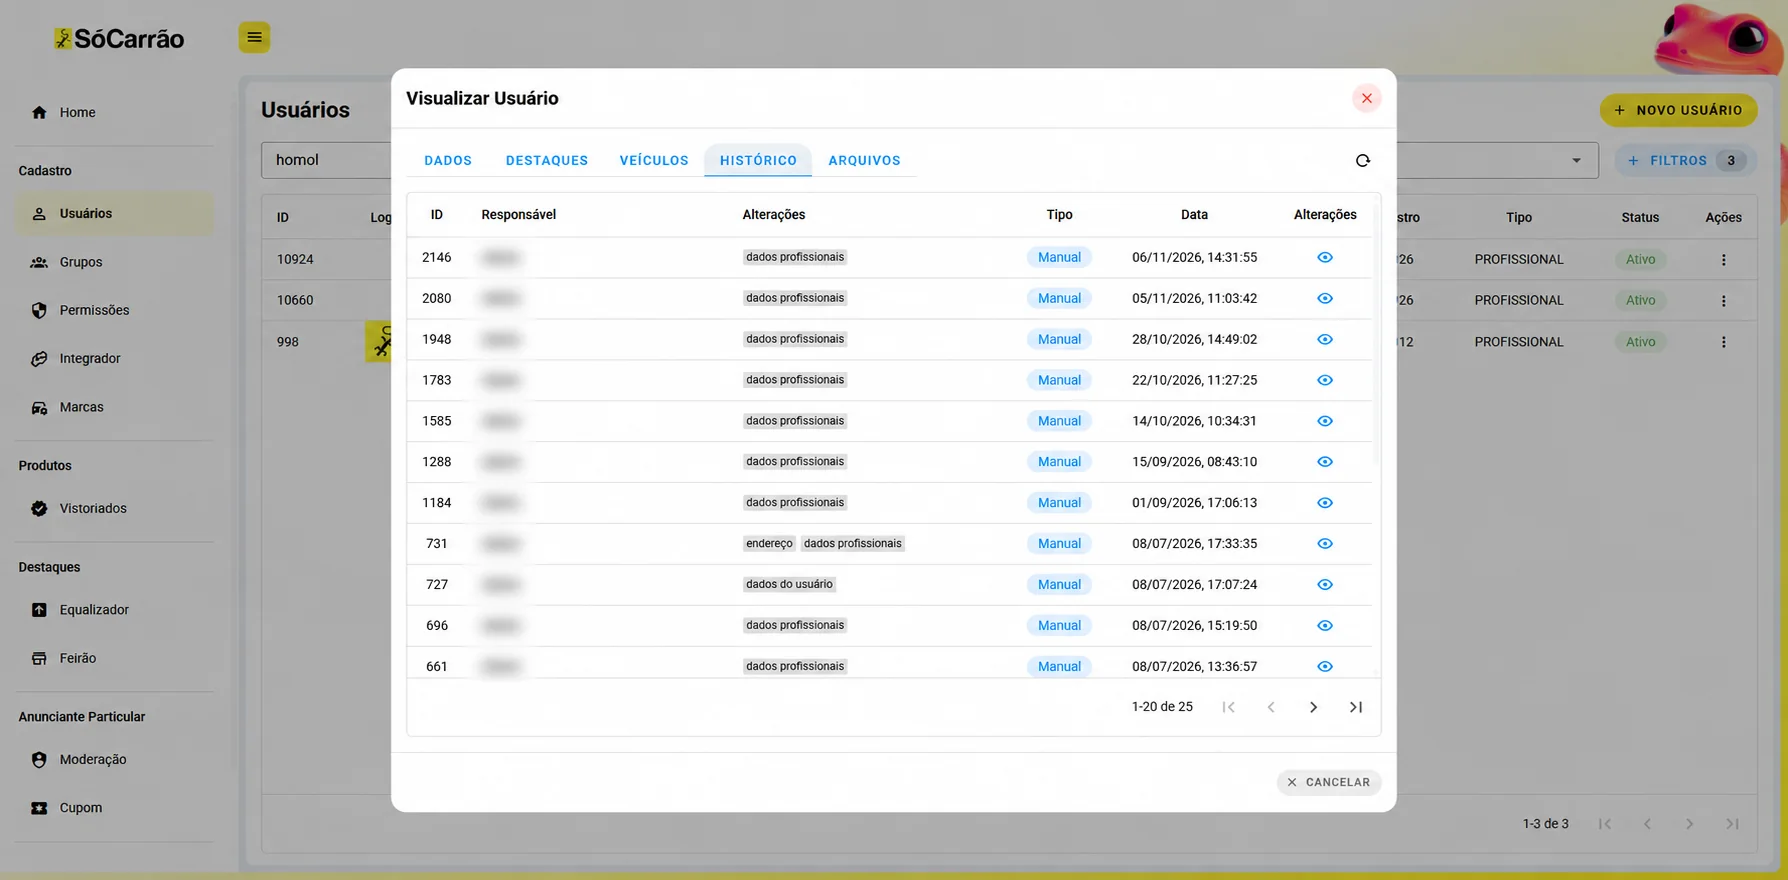 SóCarrão
Home
Cadastro
Usuários
Grupos
Permissões
Integrador
Marcas
Produtos
Vistoriados
Destaques
Equalizador
Feirão
Anunciante Particular
Moderação
Cupom
Usuários
NOVO USUÁRIO
homol
FILTROS 3
ID Log stro Tipo Status Ações
10924 26 PROFISSIONAL Ativo
10660 26 PROFISSIONAL Ativo
998 12 PROFISSIONAL Ativo
1-3 de 3
Visualizar Usuário
DADOS DESTAQUES VEÍCULOS HISTÓRICO ARQUIVOS
ID Responsável Alterações Tipo Data Alterações
2146 dados profissionais Manual 06/11/2026, 14:31:55
2080 dados profissionais Manual 05/11/2026, 11:03:42
1948 dados profissionais Manual 28/10/2026, 14:49:02
1783 dados profissionais Manual 22/10/2026, 11:27:25
1585 dados profissionais Manual 14/10/2026, 10:34:31
1288 dados profissionais Manual 15/09/2026, 08:43:10
1184 dados profissionais Manual 01/09/2026, 17:06:13
731 endereço dados profissionais Manual 08/07/2026, 17:33:35
727 dados do usuário Manual 08/07/2026, 17:07:24
696 dados profissionais Manual 08/07/2026, 15:19:50
661 dados profissionais Manual 08/07/2026, 13:36:57
1-20 de 25
CANCELAR